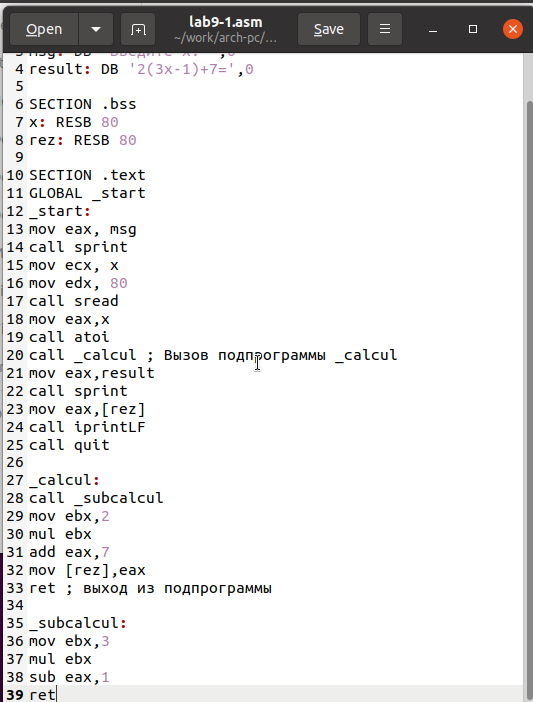 Open
lab9-1.asm
~/work/arch-pc/...
Save
4 result: DB '2(3x-1)+7=',0
5
6 SECTION .bss
7 x: RESB 80
8 rez: RESB 80
9
10 SECTION .text
11 GLOBAL _start
12 _start:
13 mov eax, msg
14 call sprint
15 mov ecx, x
16 mov edx, 80
17 call sread
18 mov eax,x
19 call atoi
20 call _calcul ; Вызов подпрограммы _calcul
21 mov eax,result
22 call sprint
23 mov eax,[rez]
24 call iprintLF
25 call quit
26
27 _calcul:
28 call _subcalcul
29 mov ebx,2
30 mul ebx
31 add eax,7
32 mov [rez],eax
33 ret ; выход из подпрограммы
34
35 _subcalcul:
36 mov ebx,3
37 mul ebx
38 sub eax,1
39 ret